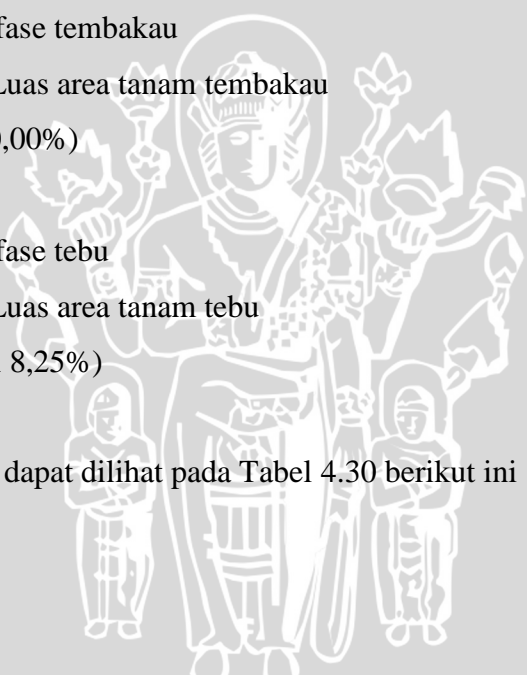 fase tembakau
Luas area tanam tembakau
0,00%)
fase tebu
Luas area tanam tebu
8,25%)
dapat dilihat pada Tabel 4.30 berikut ini